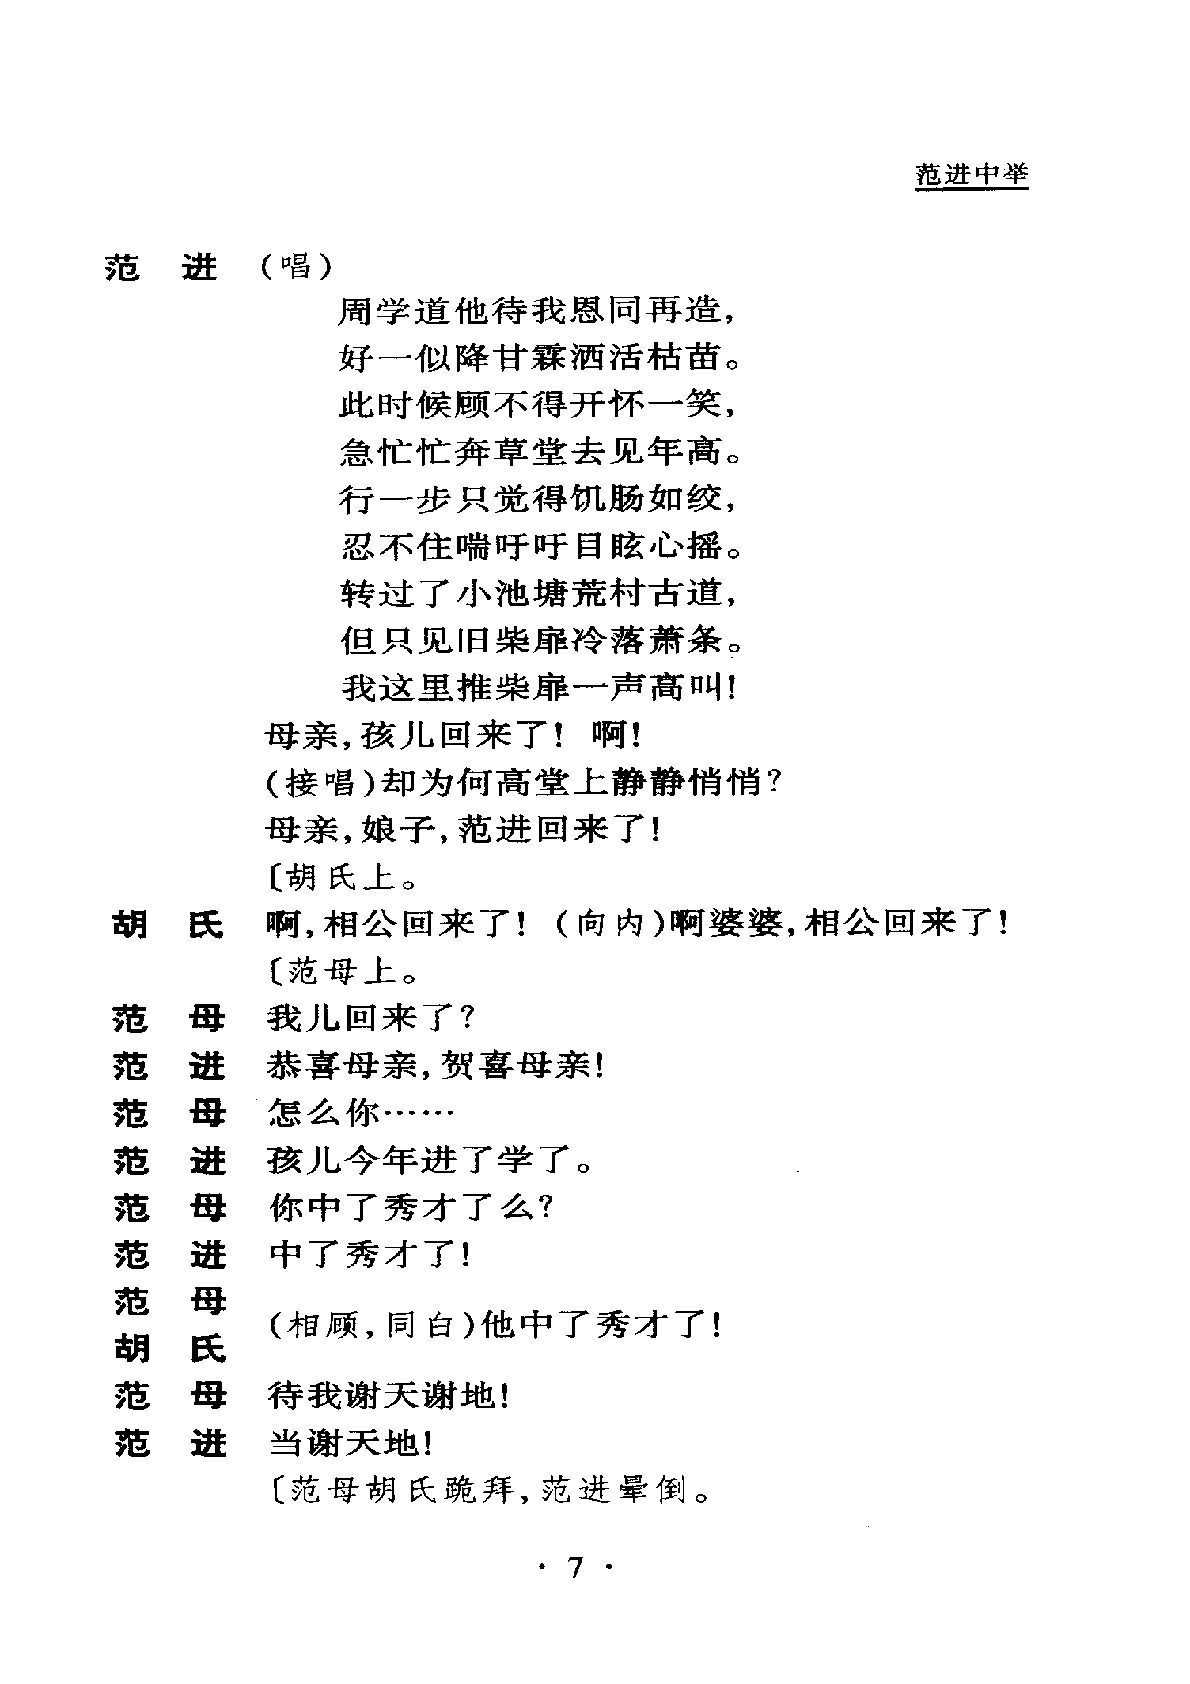 范进中举
范　进 （唱）
周学道他待我恩同再造，
好一似降甘霖洒活枯苗。
此时候顾不得开怀一笑，
急忙忙奔草堂去见年高。
行一步只觉得饥肠如绞，
忍不住喘吁吁目眩心摇。
转过了小池塘荒村古道，
但只见旧柴扉冷落萧条。
我这里推柴扉一声高叫！
母亲，孩儿回来了！ 啊！
（接唱）却为何高堂上静静悄悄？
母亲，娘子，范进回来了！
〔胡氏上。
胡　氏 啊，相公回来了！（向内）啊婆婆，相公回来了！
〔范母上。
范　母 我儿回来了？
范　进 恭喜母亲，贺喜母亲！
范　母 怎么你……
范　进 孩儿今年进了学了。
范　母 你中了秀才了么？
范　进 中了秀才了！
范　母
胡　氏 （相顾，同白）他中了秀才了！
范　母 待我谢天谢地！
范　进 当谢天地！
〔范母胡氏跪拜，范进晕倒。
· 7 ·